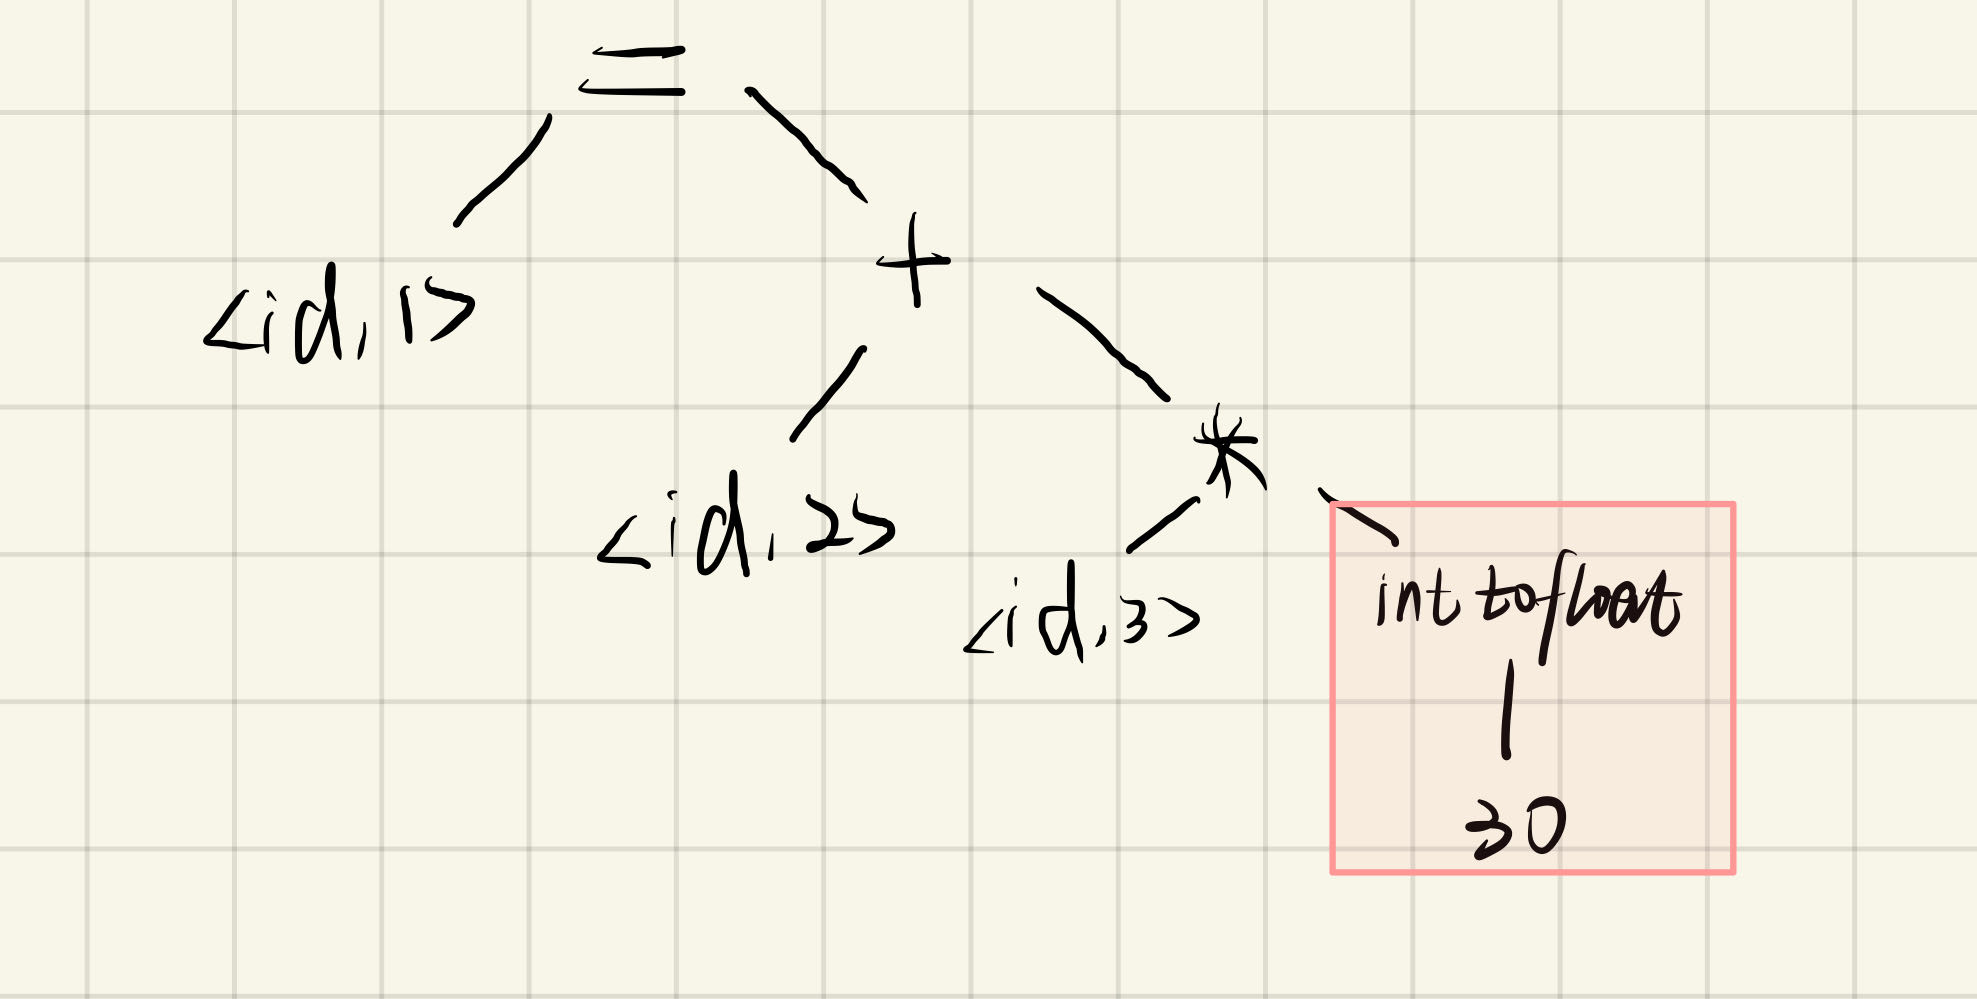 =
<id,1>
+
<id,2>
*
<id,3>
inttofloat
30